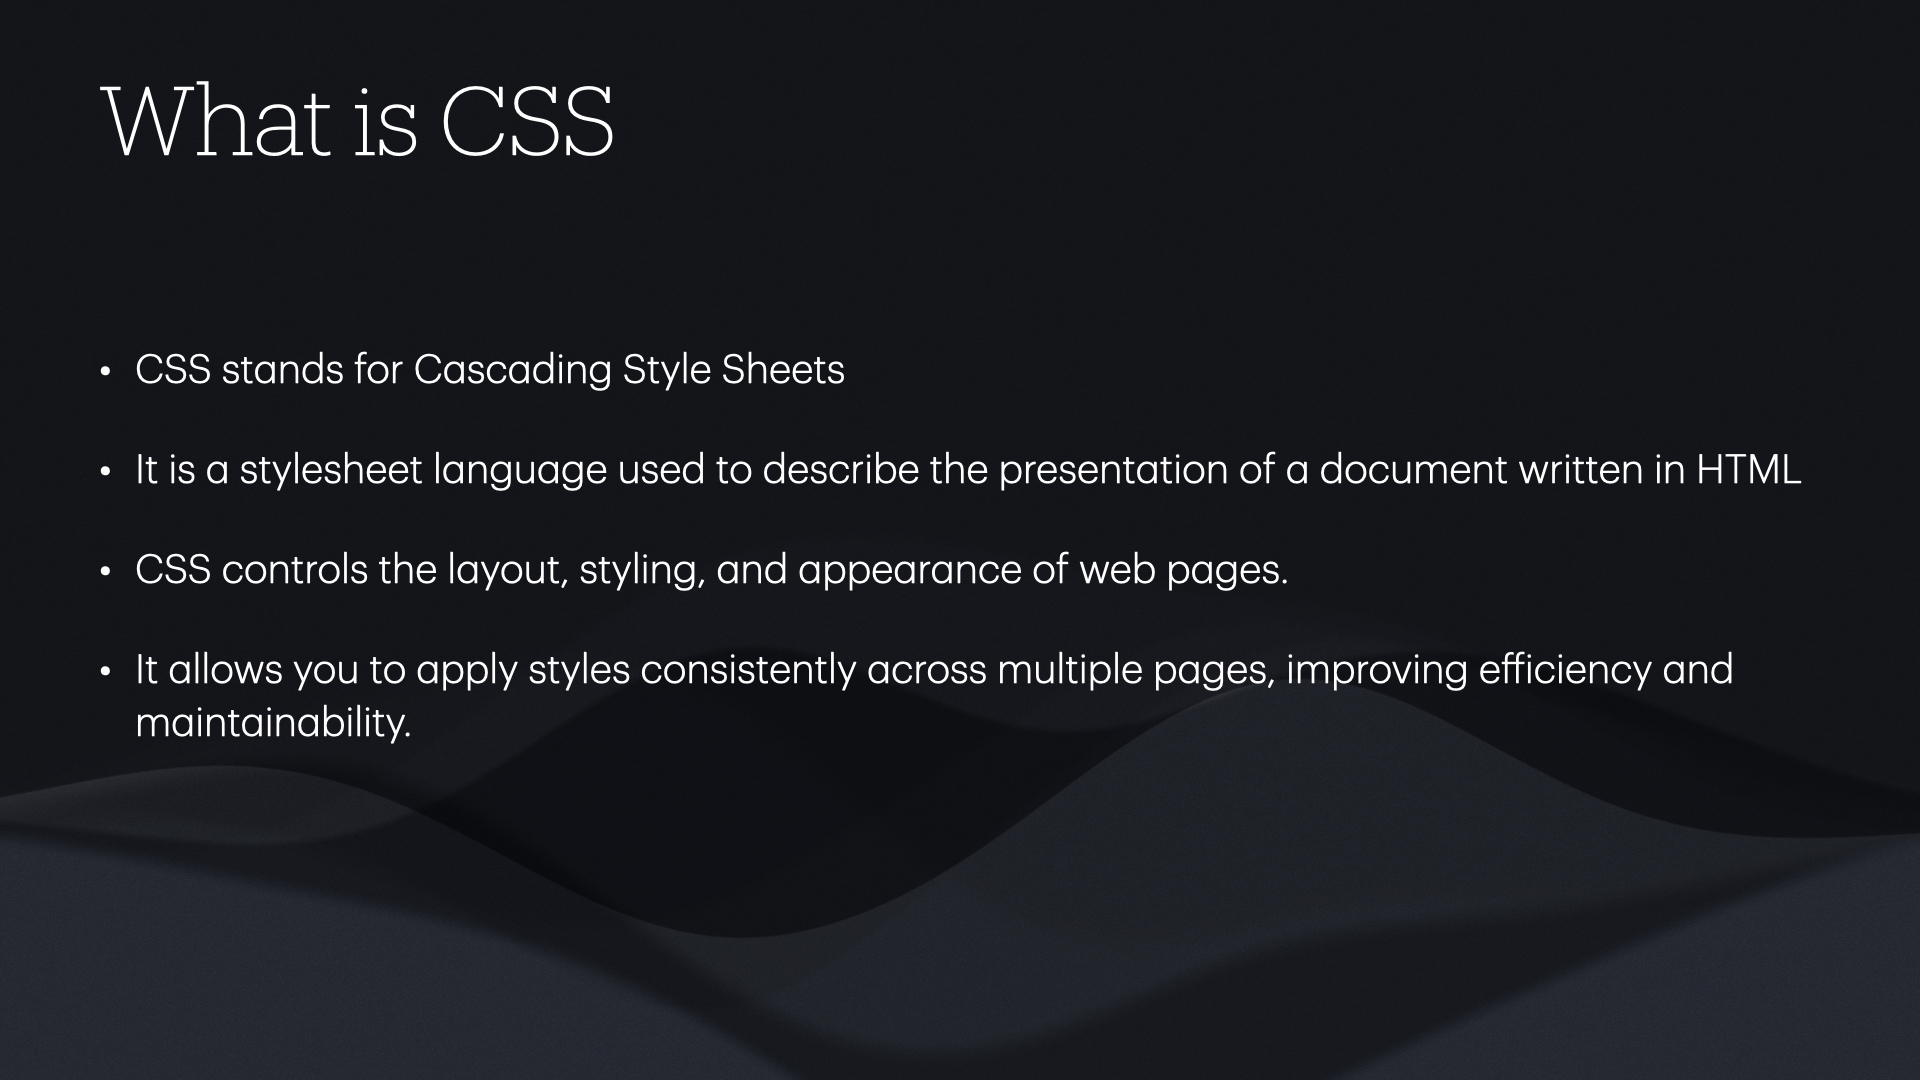 What is CSS
• CSS stands for Cascading Style Sheets
• It is a stylesheet language used to describe the presentation of a document written in HTML
• CSS controls the layout, styling, and appearance of web pages.
• It allows you to apply styles consistently across multiple pages, improving efficiency and
maintainability.